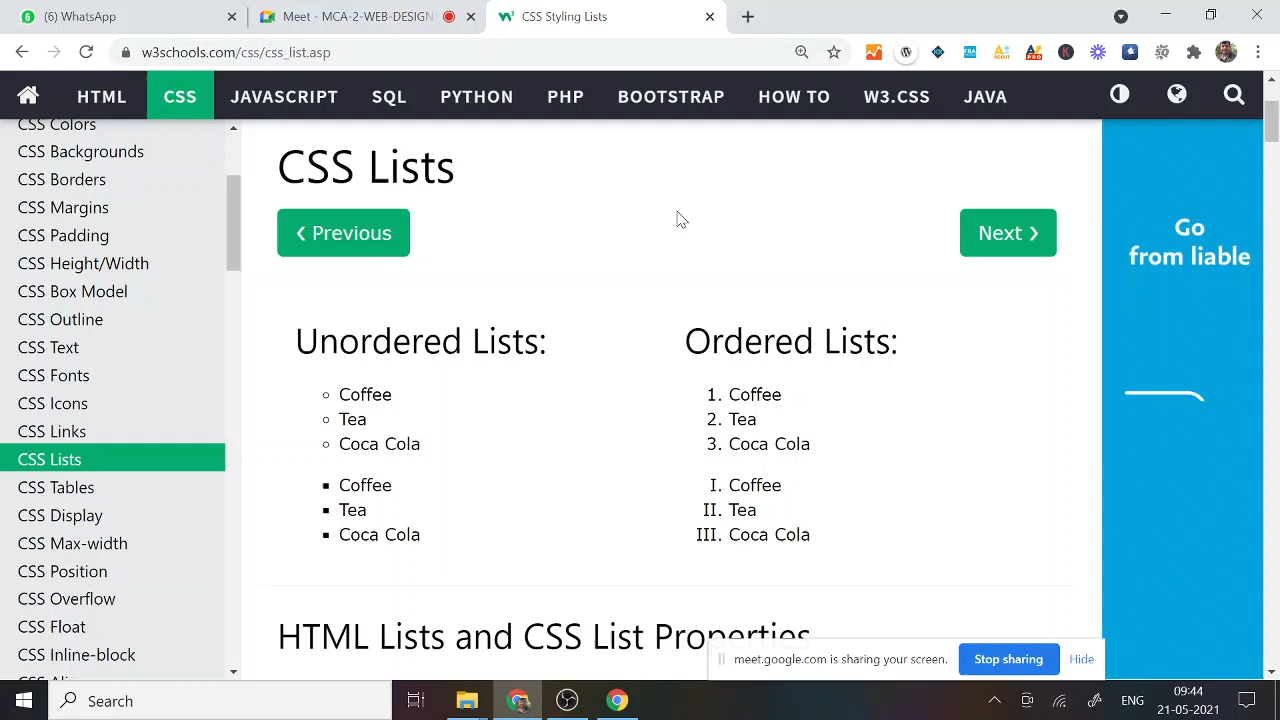 (6) WhatsApp
Meet - MCA-2-WEB-DESIGN
CSS Styling Lists
w3schools.com/css/css_list.asp
HTML CSS JAVASCRIPT SQL PYTHON PHP BOOTSTRAP HOW TO W3.CSS JAVA
CSS Colors
CSS Backgrounds
CSS Borders
CSS Margins
CSS Padding
CSS Height/Width
CSS Box Model
CSS Outline
CSS Text
CSS Fonts
CSS Icons
CSS Links
CSS Lists
CSS Tables
CSS Display
CSS Max-width
CSS Position
CSS Overflow
CSS Float
CSS Inline-block
CSS Lists
❮ Previous
Next ❯
Unordered Lists:
Coffee
Tea
Coca Cola
Coffee
Tea
Coca Cola
Ordered Lists:
1. Coffee
2. Tea
3. Coca Cola
I. Coffee
II. Tea
III. Coca Cola
HTML Lists and CSS List Properties
Go
from liable
meet.google.com is sharing your screen.
Stop sharing
Hide
Search
ENG
09:44
21-05-2021